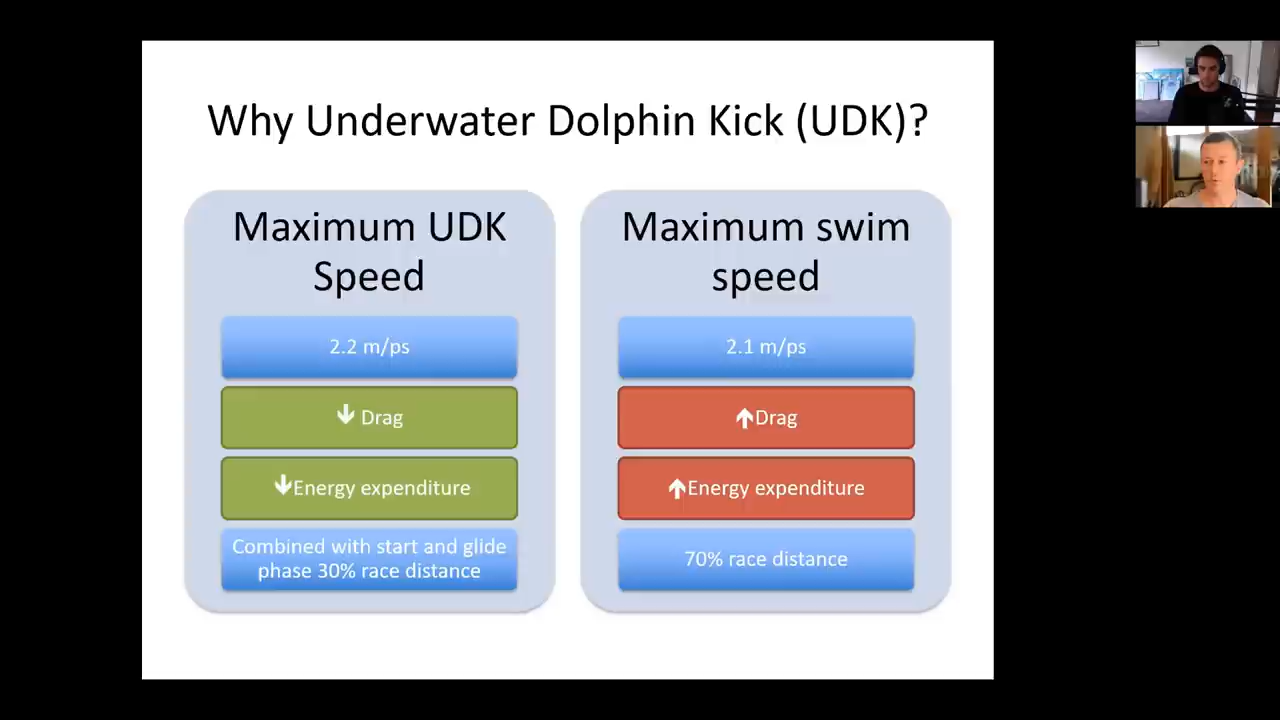 Why Underwater Dolphin Kick (UDK)?
Maximum UDK
Speed
2.2 m/ps
↓ Drag
↓Energy expenditure
Combined with start and glide
phase 30% race distance
Maximum swim
speed
2.1 m/ps
↑Drag
↑Energy expenditure
70% race distance